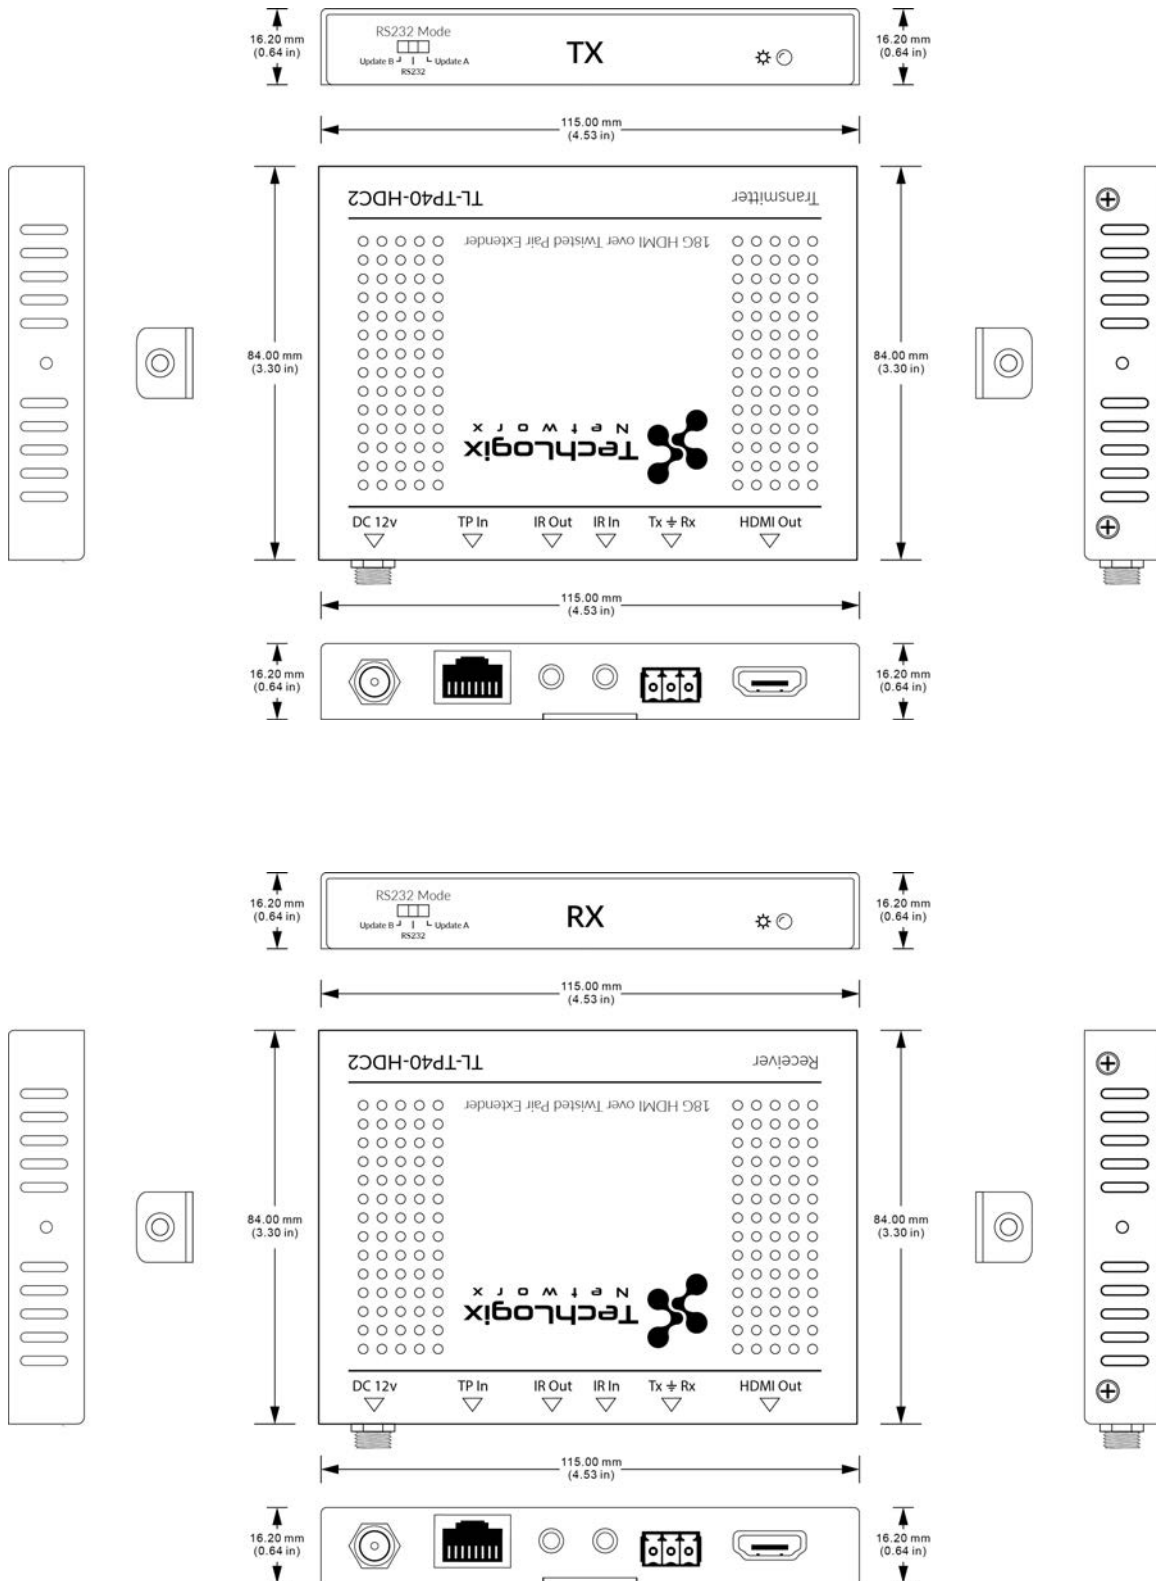 RS232 Mode
Update B RS232 Update A
TX
16.20 mm
(0.64 in)
16.20 mm
(0.64 in)
115.00 mm
(4.53 in)
TL-TP40-HDC2
Transmitter
18G HDMI over Twisted Pair Extender
84.00 mm
(3.30 in)
84.00 mm
(3.30 in)
TechLogix
Networx
DC 12v TP In IR Out IR In Tx ⏚ Rx HDMI Out
115.00 mm
(4.53 in)
16.20 mm
(0.64 in)
16.20 mm
(0.64 in)
RS232 Mode
Update B RS232 Update A
RX
16.20 mm
(0.64 in)
16.20 mm
(0.64 in)
115.00 mm
(4.53 in)
TL-TP40-HDC2
Receiver
18G HDMI over Twisted Pair Extender
84.00 mm
(3.30 in)
84.00 mm
(3.30 in)
TechLogix
Networx
DC 12v TP In IR Out IR In Tx ⏚ Rx HDMI Out
115.00 mm
(4.53 in)
16.20 mm
(0.64 in)
16.20 mm
(0.64 in)